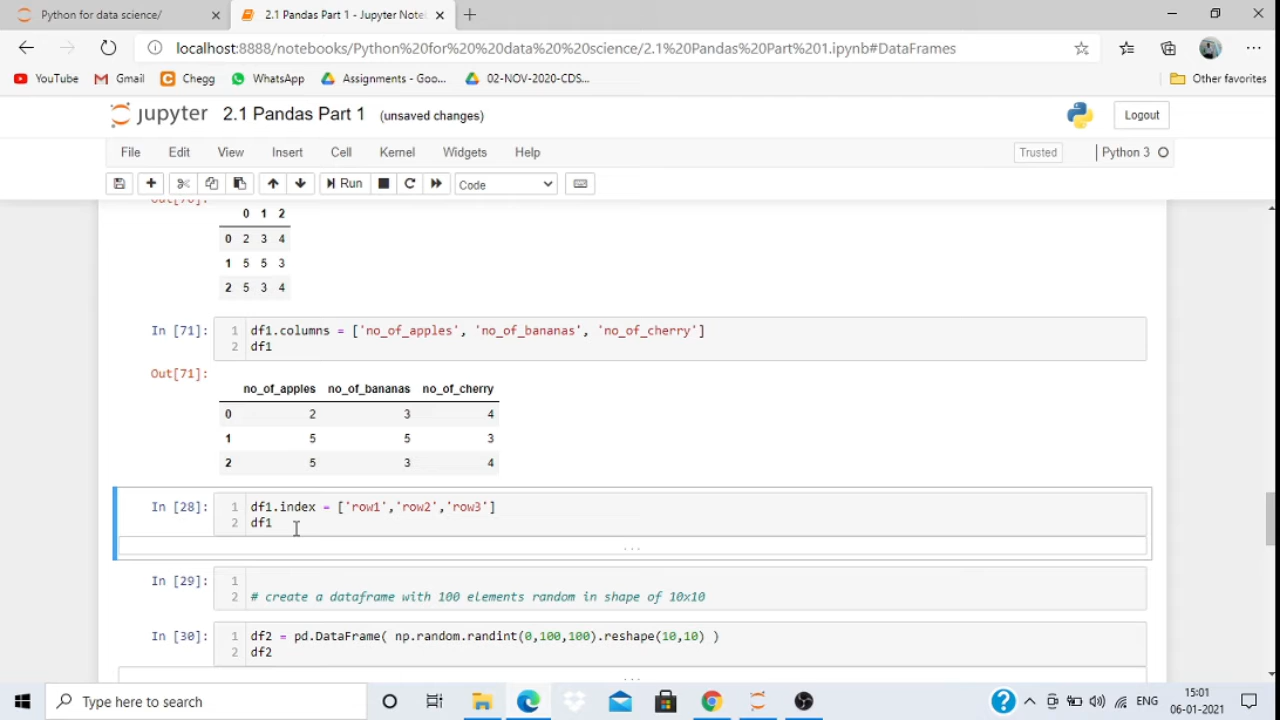 Python for data science/
2.1 Pandas Part 1 - Jupyter Note
localhost:8888/notebooks/Python%20for%20%20data%20%20science/2.1%20Pandas%20Part%201.ipynb#DataFrames
YouTube Gmail Chegg WhatsApp Assignments - Goo... 02-NOV-2020-CDS... Other favorites
jupyter 2.1 Pandas Part 1 (unsaved changes) Logout
File Edit View Insert Cell Kernel Widgets Help Trusted Python 3
Run Code
Out[70]:
0 1 2
0 2 3 4
1 5 5 3
2 5 3 4
In [71]: 1 df1.columns = ['no_of_apples', 'no_of_bananas', 'no_of_cherry']
2 df1
Out[71]:
no_of_apples no_of_bananas no_of_cherry
0 2 3 4
1 5 5 3
2 5 3 4
In [28]: 1 df1.index = ['row1','row2','row3']
2 df1
...
In [29]: 1
2 # create a dataframe with 100 elements random in shape of 10x10
In [30]: 1 df2 = pd.DataFrame( np.random.randint(0,100,100).reshape(10,10) )
2 df2
...
Type here to search ENG 15:01
06-01-2021